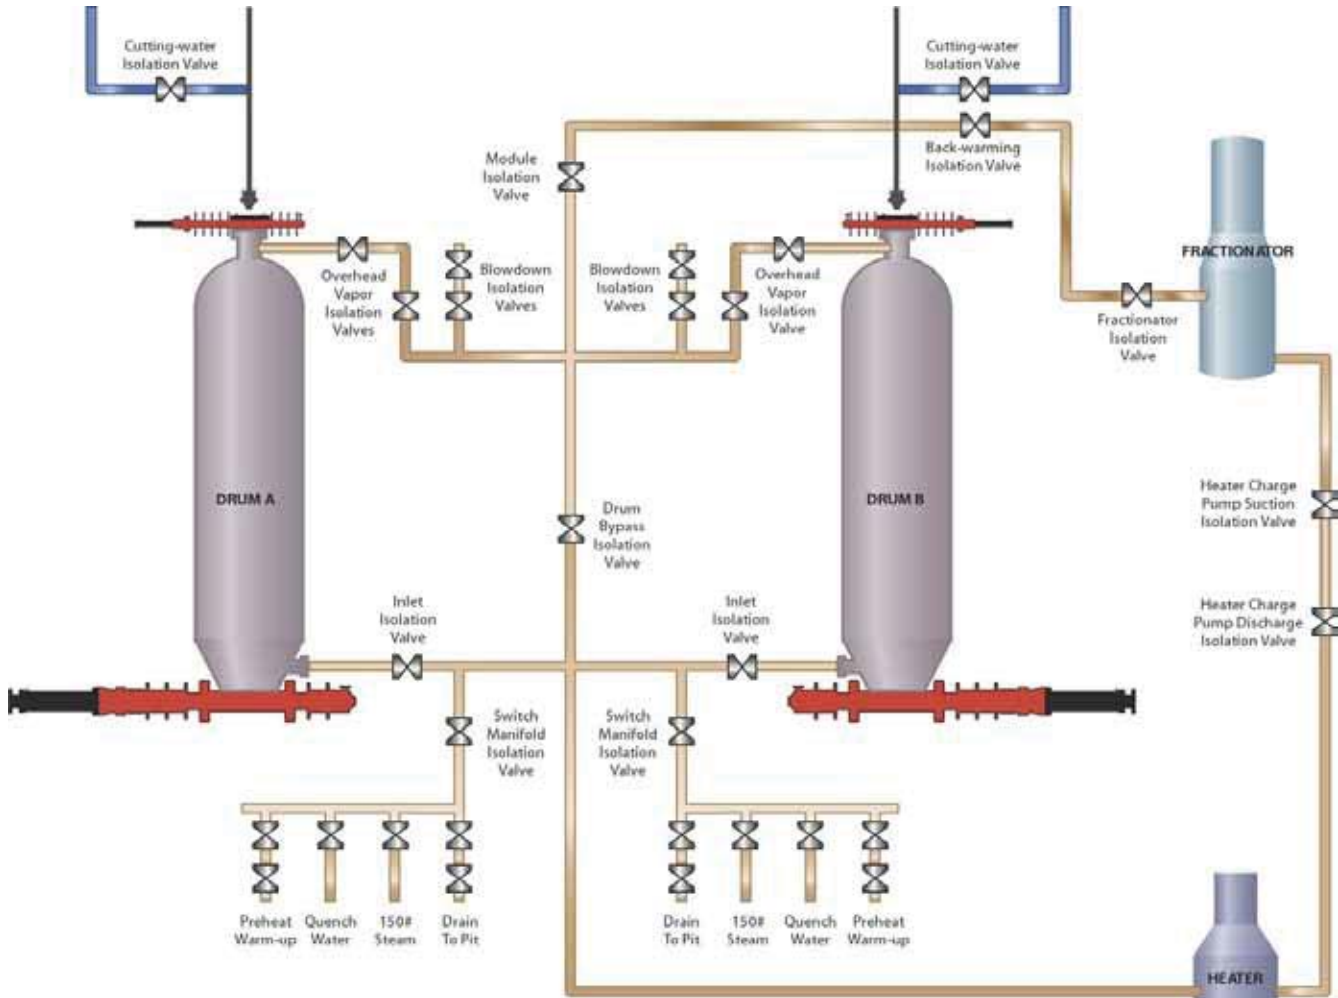 Cutting-water
Isolation Valve
Cutting-water
Isolation Valve
Module
Isolation
Valve
Back-warming
Isolation Valve
FRACTIONATOR
Overhead
Vapor
Isolation
Valves
Blowdown
Isolation
Valves
Blowdown
Isolation
Valves
Overhead
Vapor
Isolation
Valve
Fractionator
Isolation
Valve
DRUM A
Drum
Bypass
Isolation
Valve
DRUM B
Heater Charge
Pump Suction
Isolation Valve
Inlet
Isolation
Valve
Inlet
Isolation
Valve
Heater Charge
Pump Discharge
Isolation Valve
Switch
Manifold
Isolation
Valve
Switch
Manifold
Isolation
Valve
Preheat
Warm-up
Quench
Water
150#
Steam
Drain
To Pit
Drain
To Pit
150#
Steam
Quench
Water
Preheat
Warm-up
HEATER